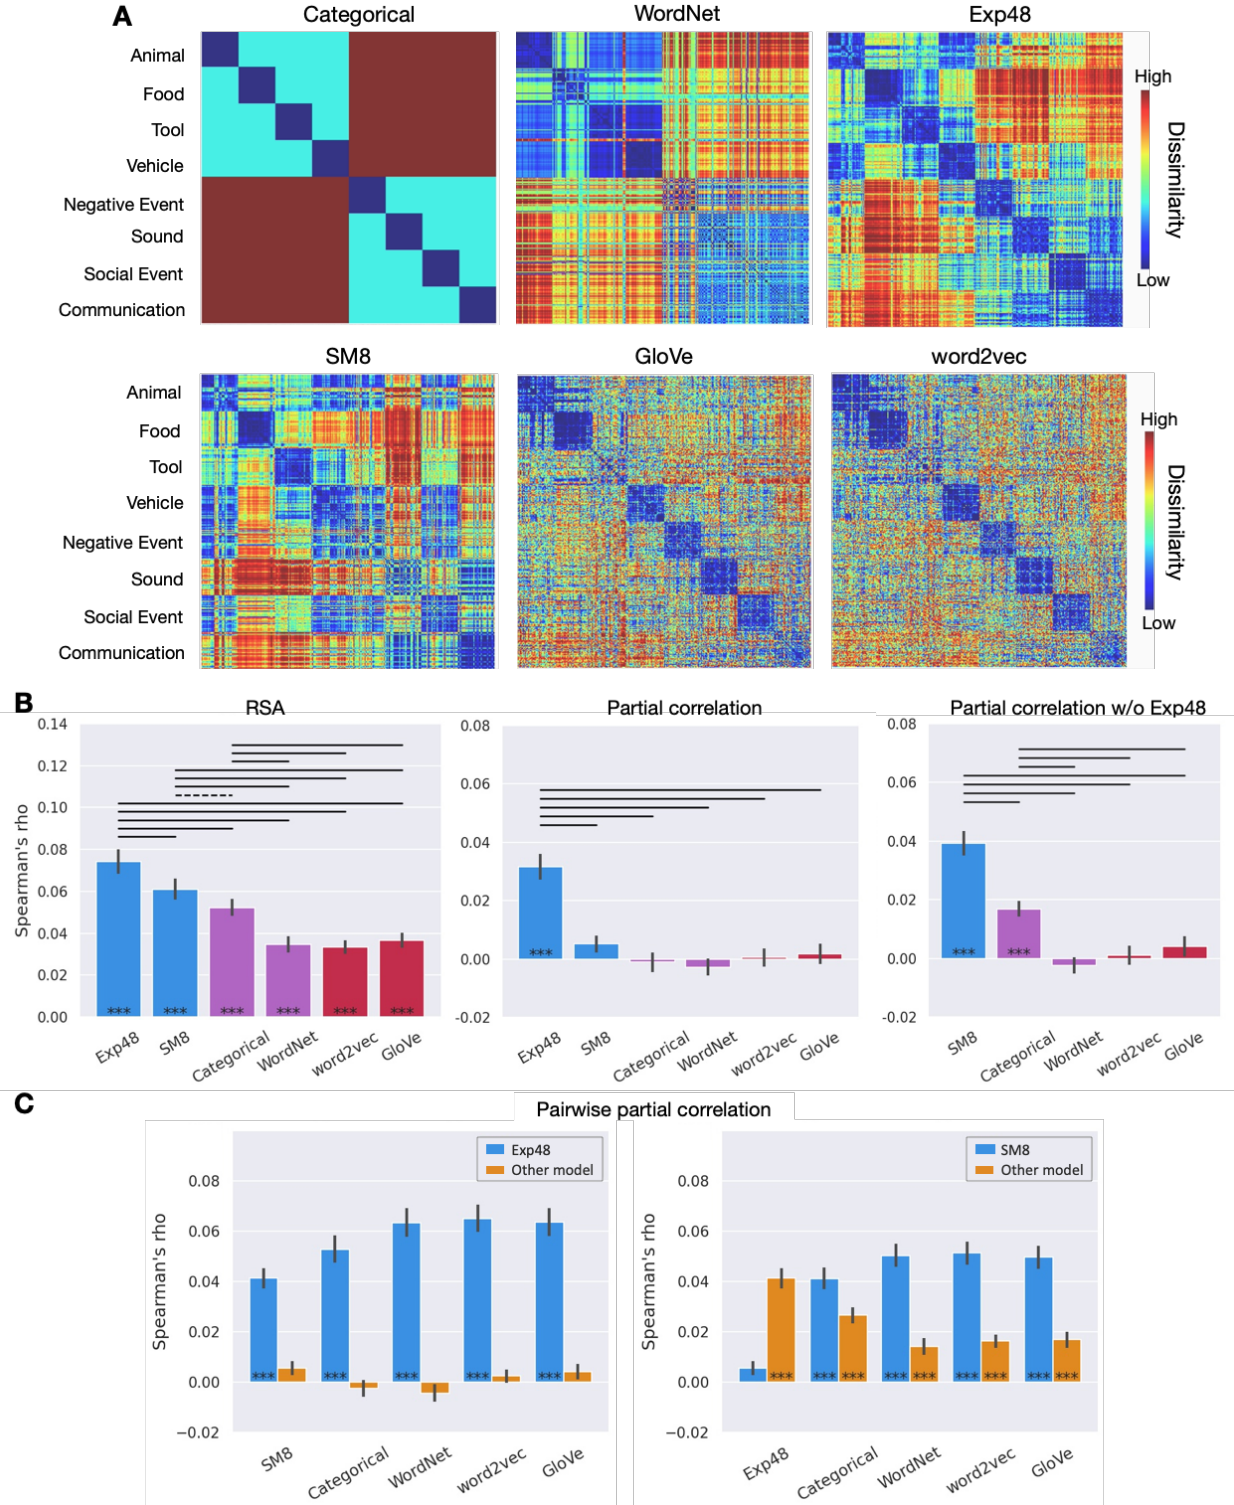 A
Categorical
WordNet
Exp48
Animal
Food
Tool
Vehicle
Negative Event
Sound
Social Event
Communication
High
Dissimilarity
Low
SM8
GloVe
word2vec
Animal
Food
Tool
Vehicle
Negative Event
Sound
Social Event
Communication
High
Dissimilarity
Low
B
RSA
Spearman's rho
0.14
0.12
0.10
0.08
0.06
0.04
0.02
0.00
*** *** *** *** *** ***
Exp48 SM8 Categorical WordNet word2vec GloVe
Partial correlation
0.08
0.06
0.04
0.02
0.00
-0.02
***
Exp48 SM8 Categorical WordNet word2vec GloVe
Partial correlation w/o Exp48
0.08
0.06
0.04
0.02
0.00
-0.02
*** ***
SM8 Categorical WordNet word2vec GloVe
C
Pairwise partial correlation
Exp48
Other model
Spearman's rho
0.08
0.06
0.04
0.02
0.00
−0.02
*** *** *** *** ***
SM8 Categorical WordNet word2vec GloVe
SM8
Other model
Spearman's rho
0.08
0.06
0.04
0.02
0.00
−0.02
*** *** *** *** *** *** *** *** ***
Exp48 Categorical WordNet word2vec GloVe